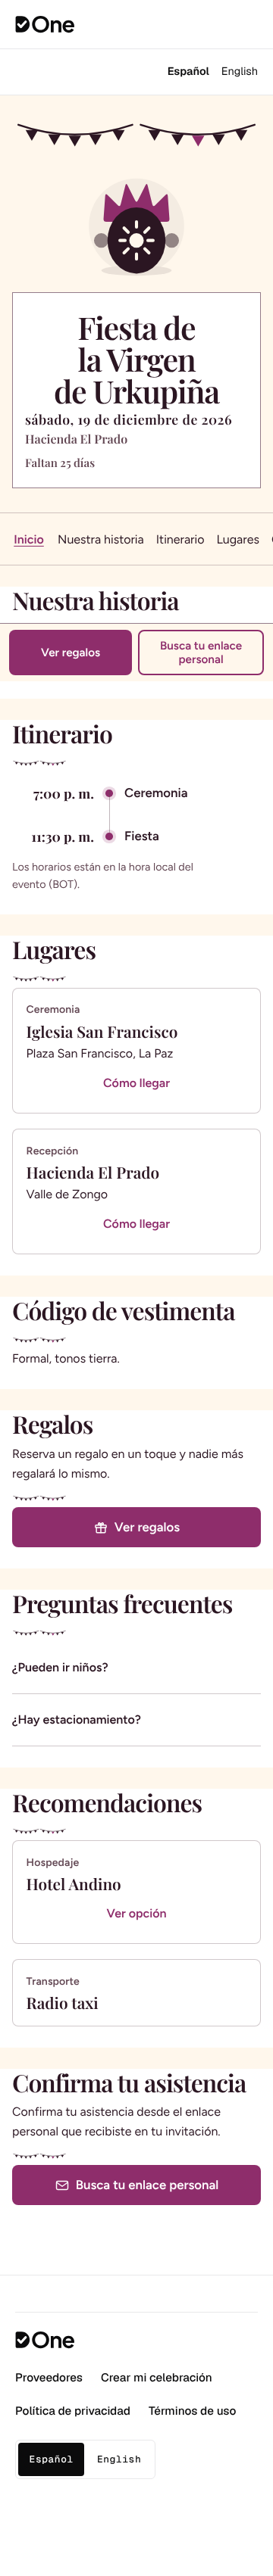 One
Español English
Fiesta de
la Virgen
de Urkupiña
sábado, 19 de diciembre de 2026
Hacienda El Prado
Faltan 25 días
Inicio Nuestra historia Itinerario Lugares
Nuestra historia
Ver regalos
Busca tu enlace
personal
Itinerario
7:00 p. m. Ceremonia
11:30 p. m. Fiesta
Los horarios están en la hora local del
evento (BOT).
Lugares
Ceremonia
Iglesia San Francisco
Plaza San Francisco, La Paz
Cómo llegar
Recepción
Hacienda El Prado
Valle de Zongo
Cómo llegar
Código de vestimenta
Formal, tonos tierra.
Regalos
Reserva un regalo en un toque y nadie más
regalará lo mismo.
Ver regalos
Preguntas frecuentes
¿Pueden ir niños?
¿Hay estacionamiento?
Recomendaciones
Hospedaje
Hotel Andino
Ver opción
Transporte
Radio taxi
Confirma tu asistencia
Confirma tu asistencia desde el enlace
personal que recibiste en tu invitación.
Busca tu enlace personal
One
Proveedores Crear mi celebración
Política de privacidad Términos de uso
Español English